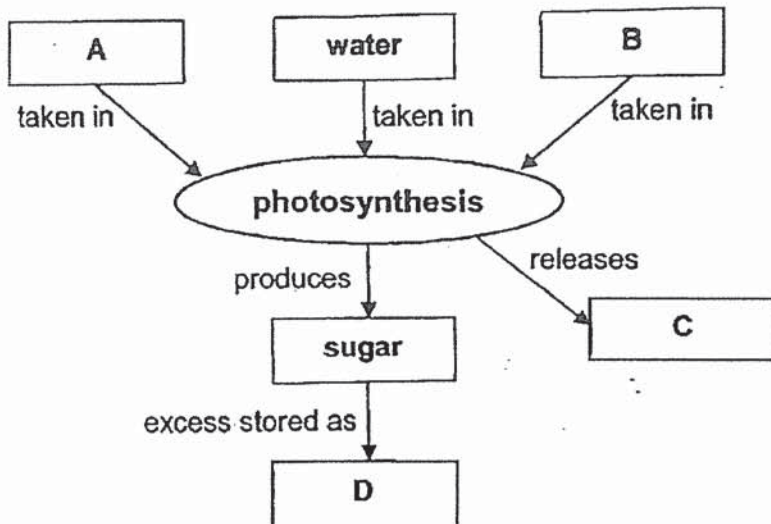 A
water
B
taken in
taken in
taken in
photosynthesis
produces
releases
C
sugar
excess stored as
D